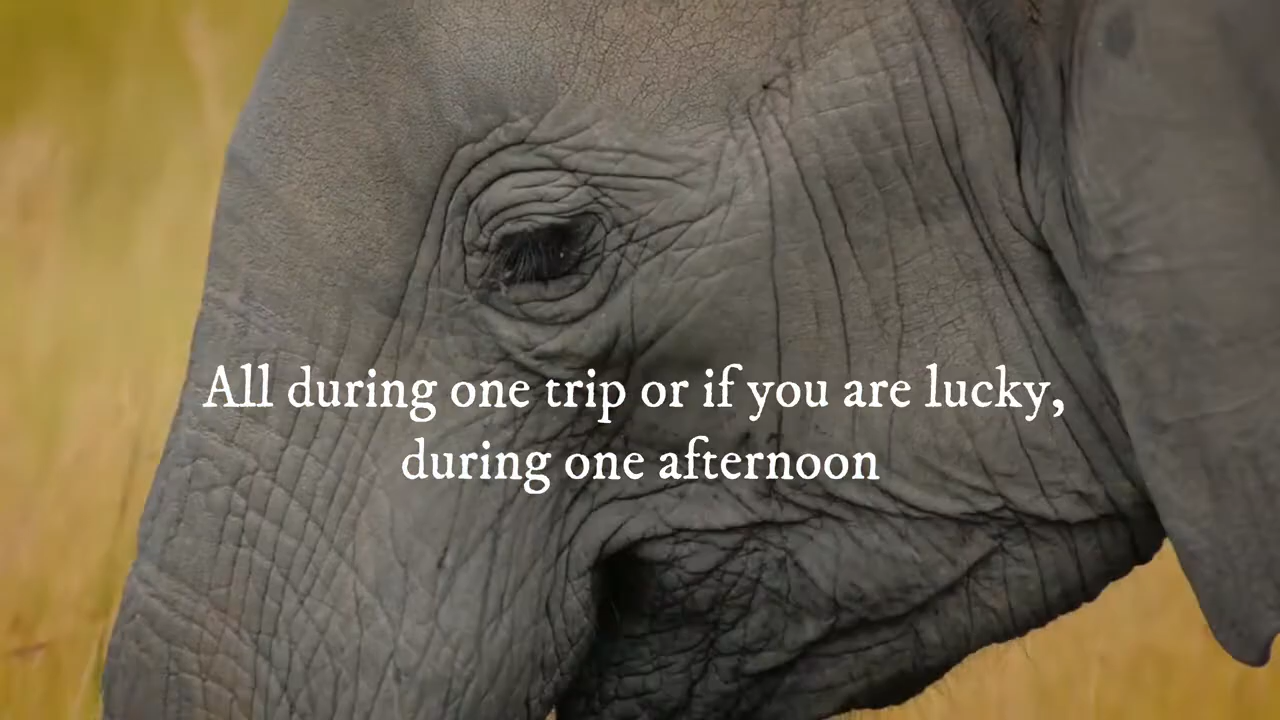 All during one trip or if you are lucky,
during one afternoon